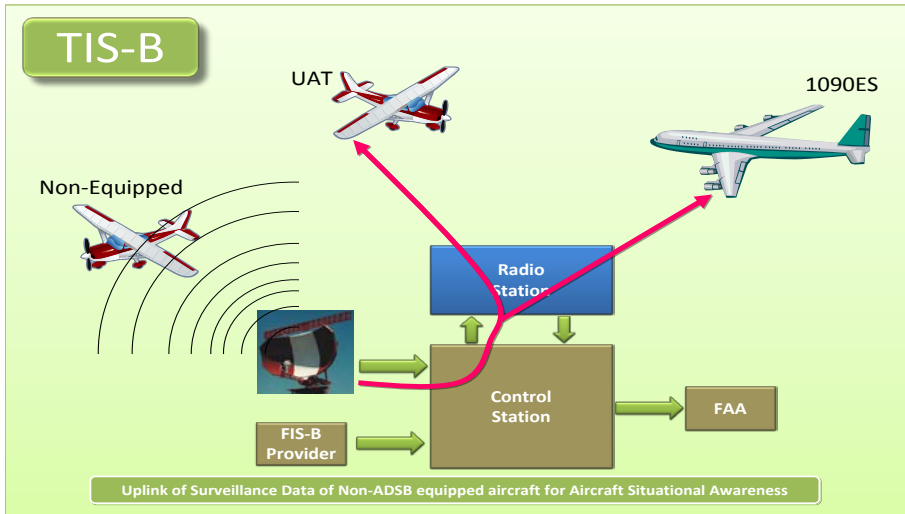 TIS-B
UAT
1090ES
Non-Equipped
Radio
Station
Control
Station
FAA
FIS-B
Provider
Uplink of Surveillance Data of Non-ADSB equipped aircraft for Aircraft Situational Awareness